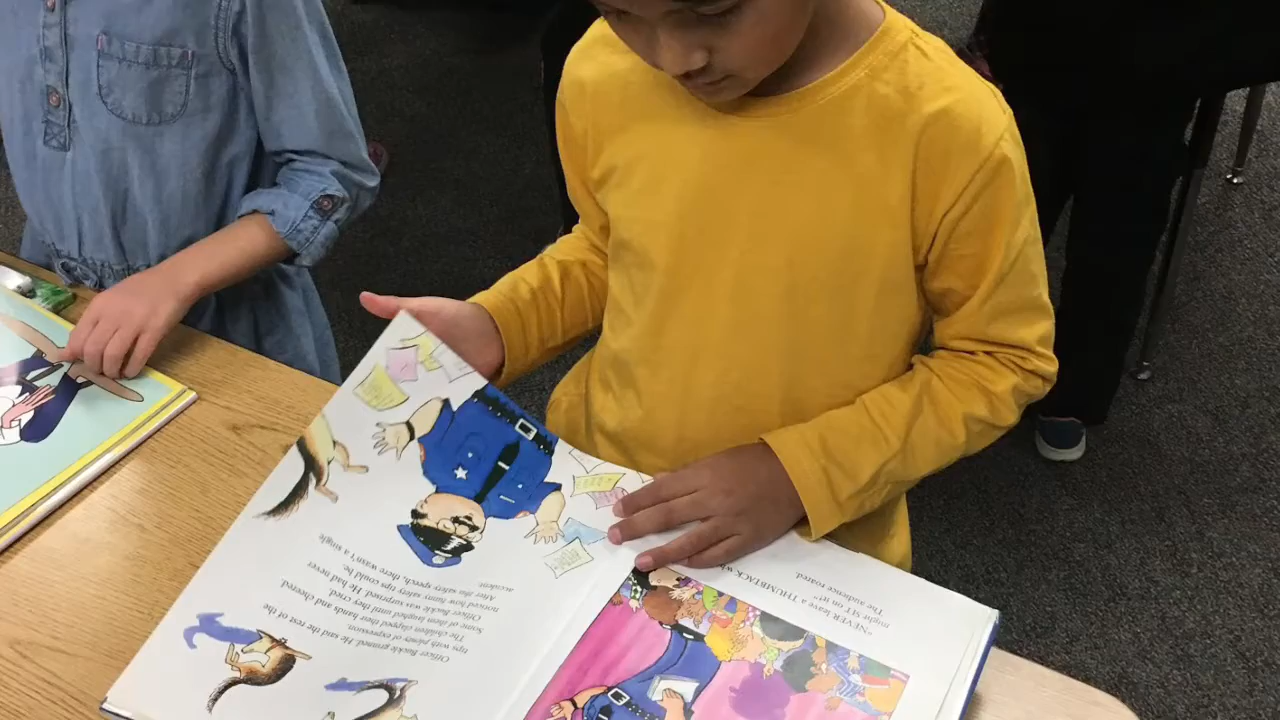 Officer Buckle grinned. He said the rest of the
tips with plenty of expression.
The children clapped their hands and cheered.
Some of them laughed until they cried.
Officer Buckle was surprised. He had never
noticed how funny safety tips could be.
After this safety speech, there wasn't a single
accident.
"NEVER leave a THUMBTACK
might SIT on it!"
The audience roared.